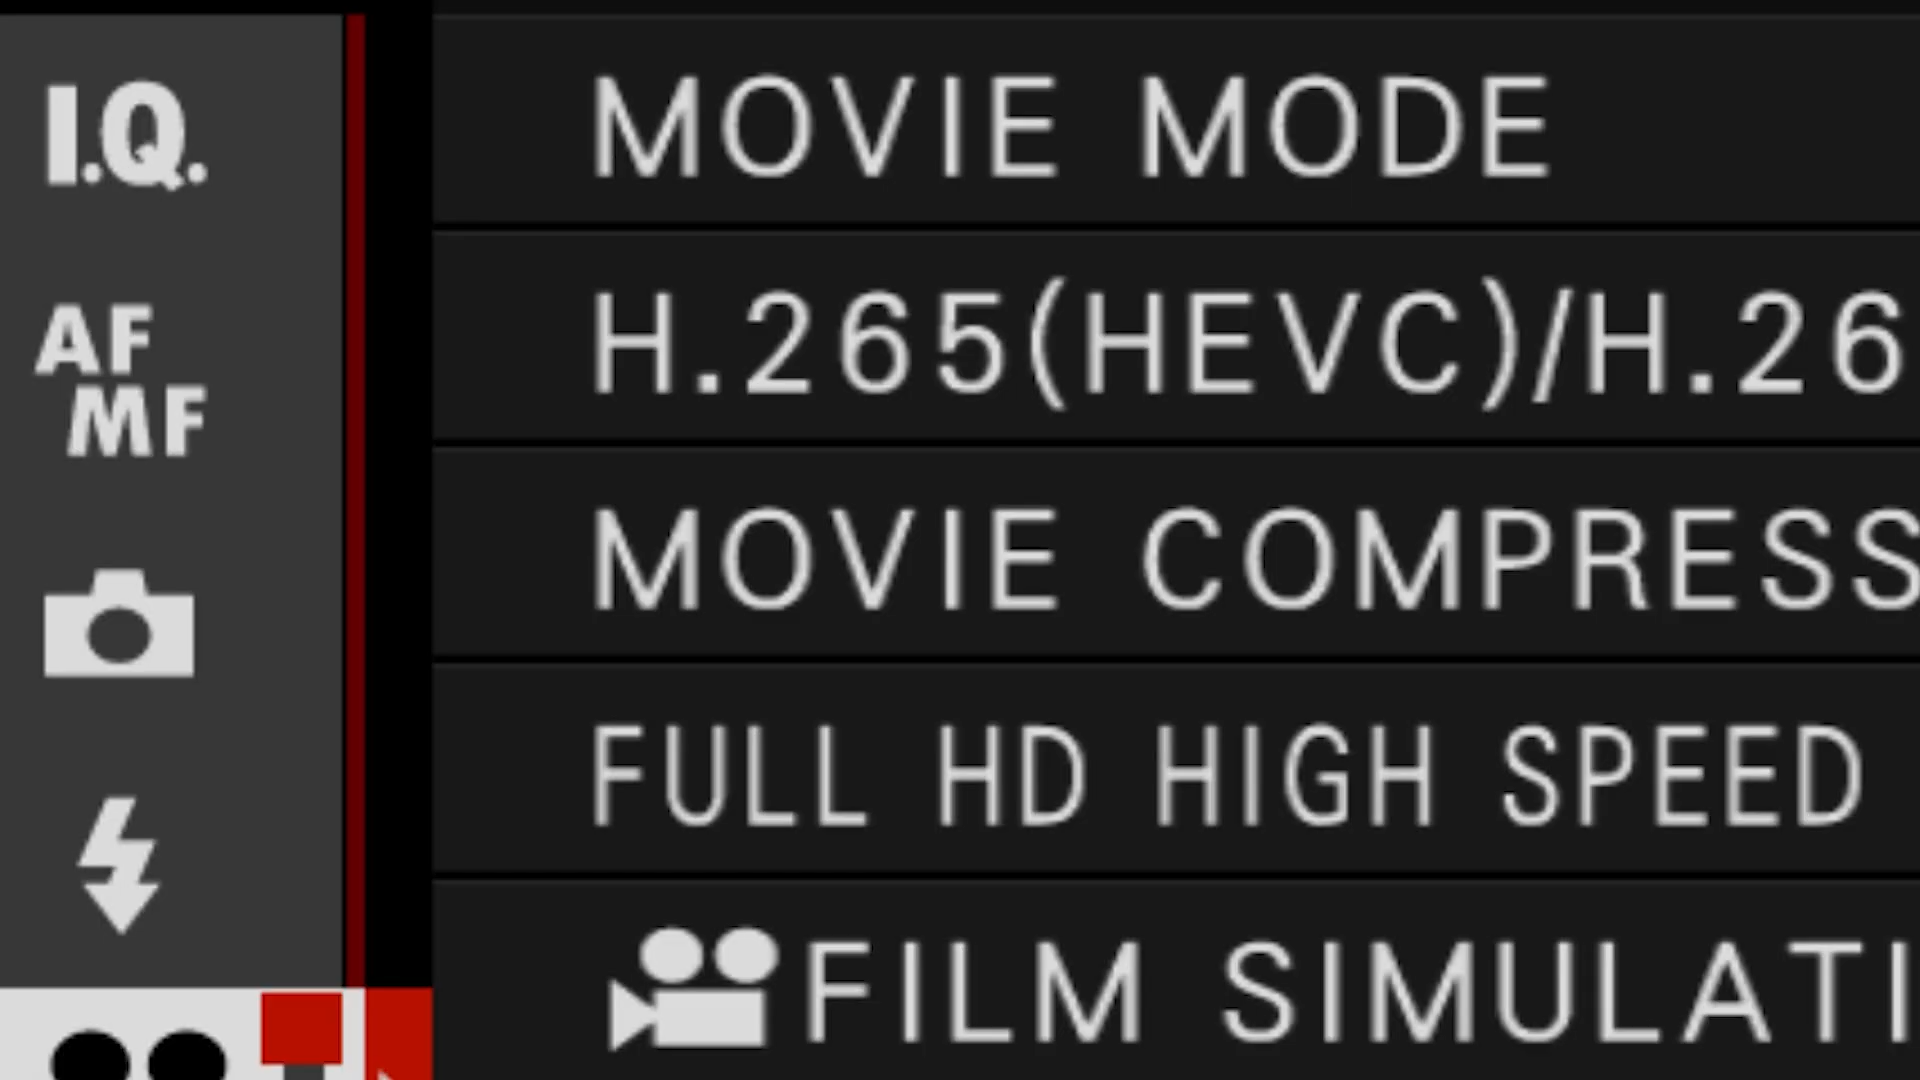 I.Q.
AF
MF
MOVIE MODE
H.265(HEVC)/H.26
MOVIE COMPRESS
FULL HD HIGH SPEED
FILM SIMULATI